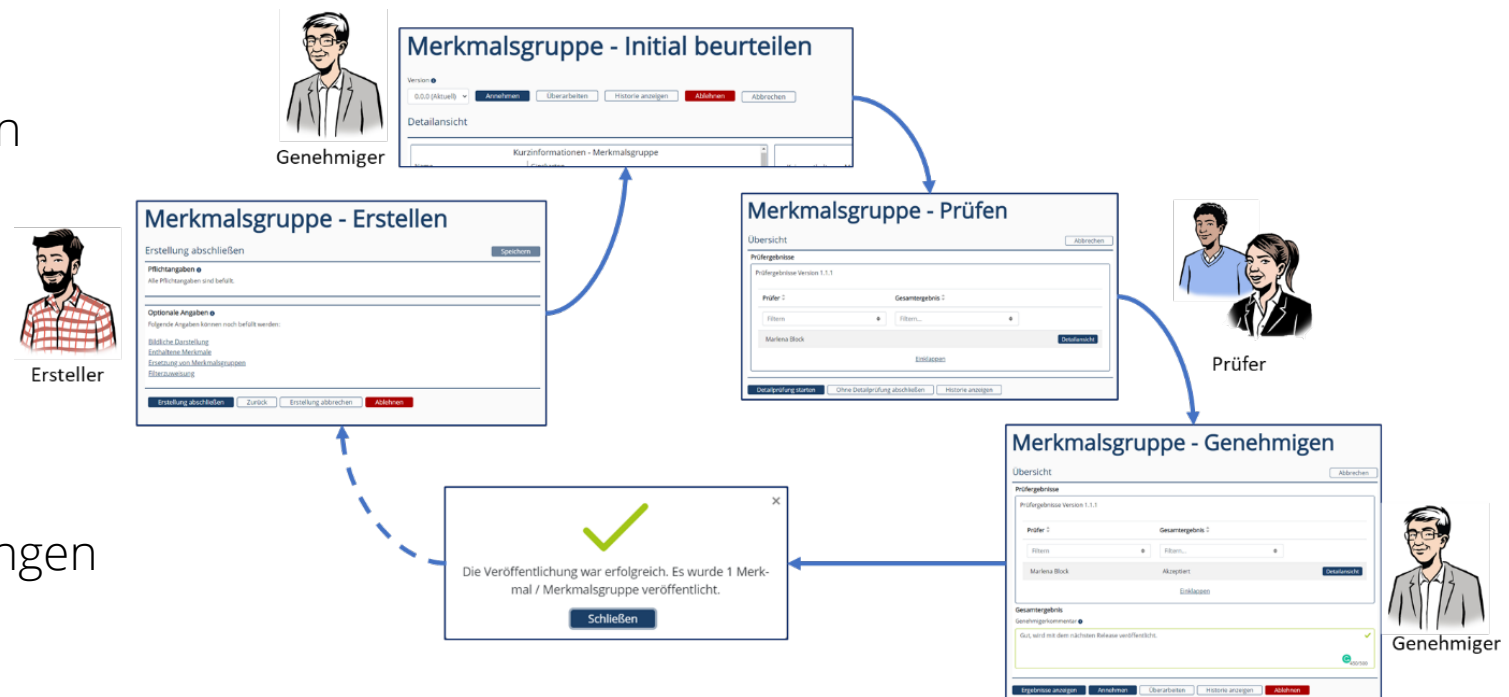 n
ngen
Genehmiger
Merkmalsgruppe - Initial beurteilen
Version
0.0.0 (Aktuell)
Annehmen
Überarbeiten
Historie anzeigen
Ablehnen
Abbrechen
Detailansicht
Kurzinformationen - Merkmalsgruppe
Ersteller
Merkmalsgruppe - Erstellen
Erstellung abschließen
Speichern
Pflichtangaben
Alle Pflichtangaben sind befüllt.
Optionale Angaben
Folgende Angaben können noch befüllt werden:
Bildliche Darstellung
Enthaltene Merkmale
Ersetzung von Merkmalsgruppen
Filterzuweisung
Erstellung abschließen
Zurück
Erstellung abbrechen
Ablehnen
Merkmalsgruppe - Prüfen
Übersicht
Abbrechen
Prüfergebnisse
Prüfergebnisse Version 1.1.1
Prüfer
Gesamtergebnis
Filtern
Filtern...
Marlena Block
Detailansicht
Einklappen
Detailprüfung starten
Ohne Detailprüfung abschließen
Historie anzeigen
Prüfer
Merkmalsgruppe - Genehmigen
Übersicht
Abbrechen
Prüfergebnisse
Prüfergebnisse Version 1.1.1
Prüfer
Gesamtergebnis
Filtern
Filtern...
Marlena Block
Akzeptiert
Detailansicht
Einklappen
Gesamtergebnis
Genehmigerkommentar
Gut, wird mit dem nächsten Release veröffentlicht.
Ergebnisse anzeigen
Annehmen
Überarbeiten
Historie anzeigen
Ablehnen
Genehmiger
×
Die Veröffentlichung war erfolgreich. Es wurde 1 Merk-
mal / Merkmalsgruppe veröffentlicht.
Schließen